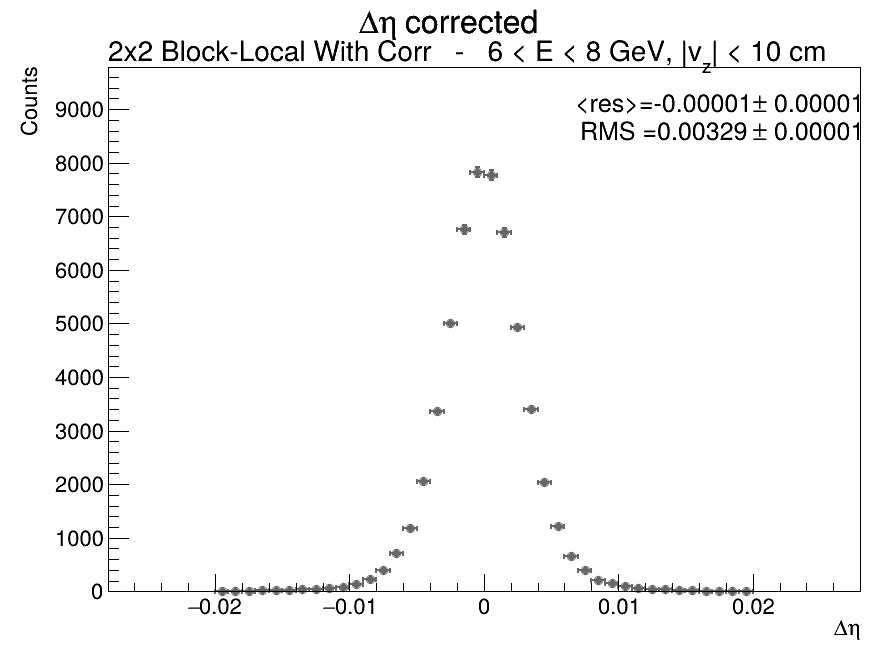 Δη corrected
2x2 Block-Local With Corr - 6 < E < 8 GeV, |v_z| < 10 cm
Counts
<res>=-0.00001± 0.00001
RMS =0.00329± 0.00001
9000
8000
7000
6000
5000
4000
3000
2000
1000
0
−0.02 −0.01 0 0.01 0.02
Δη